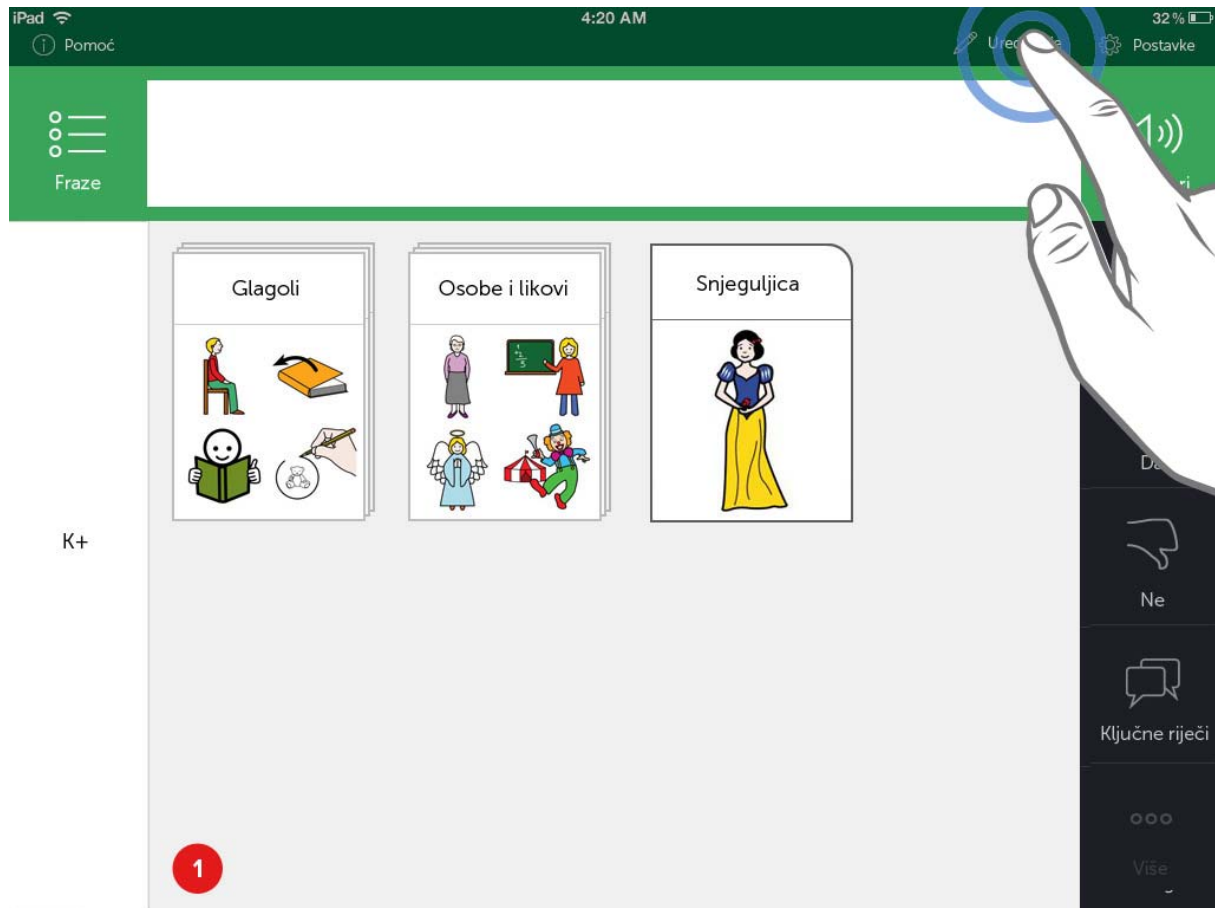 iPad 4:20 AM 32 %
Pomoć Postavke
Fraze
Glagoli Osobe i likovi Snjeguljica
K+
Ne
Ključne riječi
Više
1